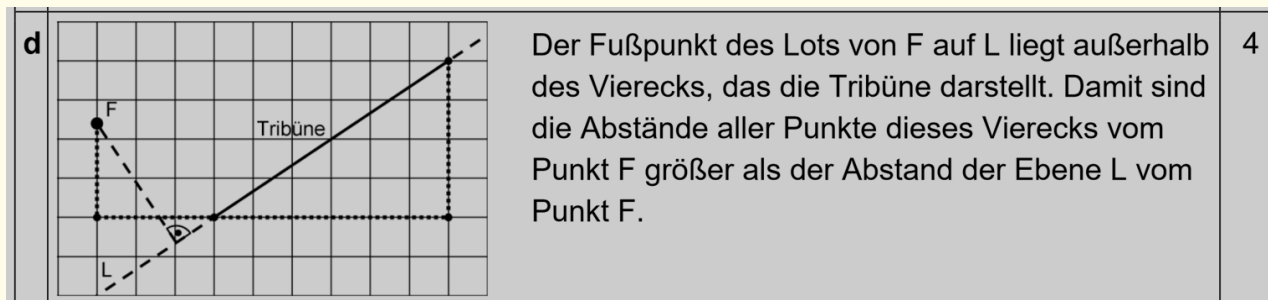 d
F
Tribüne
L
Der Fußpunkt des Lots von F auf L liegt außerhalb
des Vierecks, das die Tribüne darstellt. Damit sind
die Abstände aller Punkte dieses Vierecks vom
Punkt F größer als der Abstand der Ebene L vom
Punkt F.
4